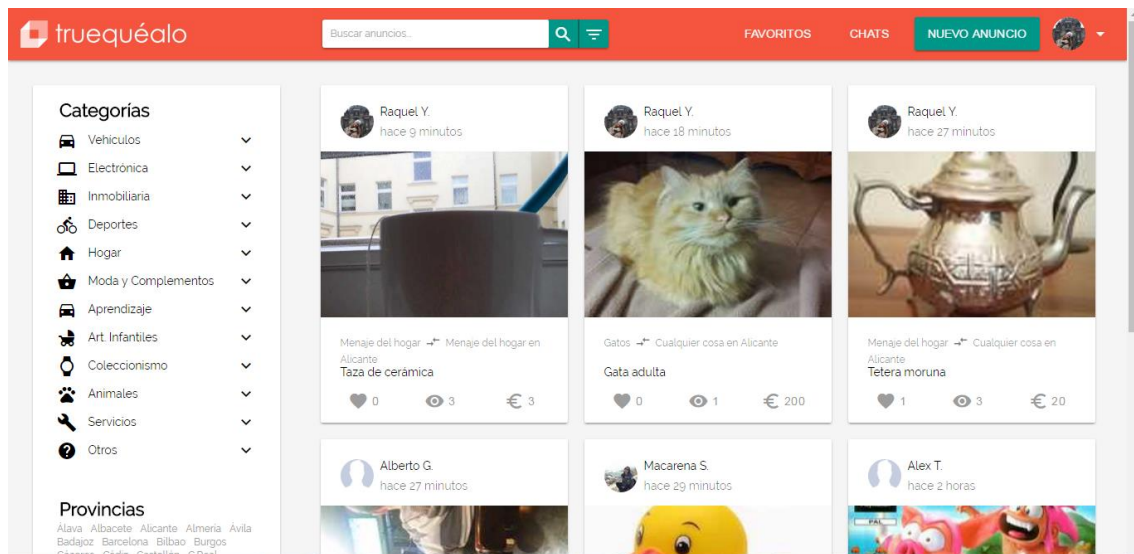 truequéalo
Buscar anuncios...
FAVORITOS
CHATS
NUEVO ANUNCIO
Categorías
Vehículos
Electrónica
Inmobiliaria
Deportes
Hogar
Moda y Complementos
Aprendizaje
Art. Infantiles
Coleccionismo
Animales
Servicios
Otros
Provincias
Álava Albacete Alicante Almería Ávila
Badajoz Barcelona Bilbao Burgos
Raquel Y.
hace 9 minutos
Menaje del hogar Menaje del hogar en
Alicante
Taza de cerámica
0 3 3
Raquel Y.
hace 18 minutos
Gatos Cualquier cosa en Alicante
Gata adulta
0 1 200
Raquel Y.
hace 27 minutos
Menaje del hogar Cualquier cosa en
Alicante
Tetera moruna
1 3 20
Alberto G.
hace 27 minutos
Macarena S.
hace 29 minutos
Alex T.
hace 2 horas
PAL